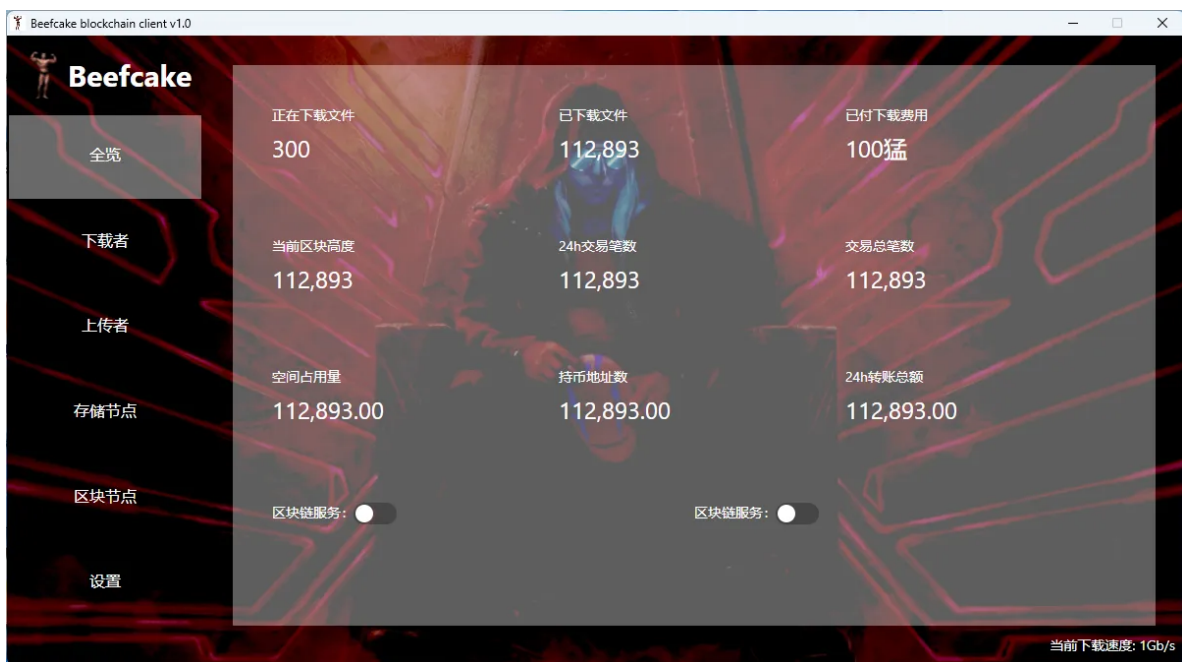 Beefcake blockchain client v1.0
Beefcake
全览
下载者
上传者
存储节点
区块节点
设置
正在下载文件 已下载文件 已付下载费用
300 112,893 100猛
当前区块高度 24h交易笔数 交易总笔数
112,893 112,893 112,893
空间占用量 持币地址数 24h转账总额
112,893.00 112,893.00 112,893.00
区块链服务： 区块链服务：
当前下载速度: 1Gb/s